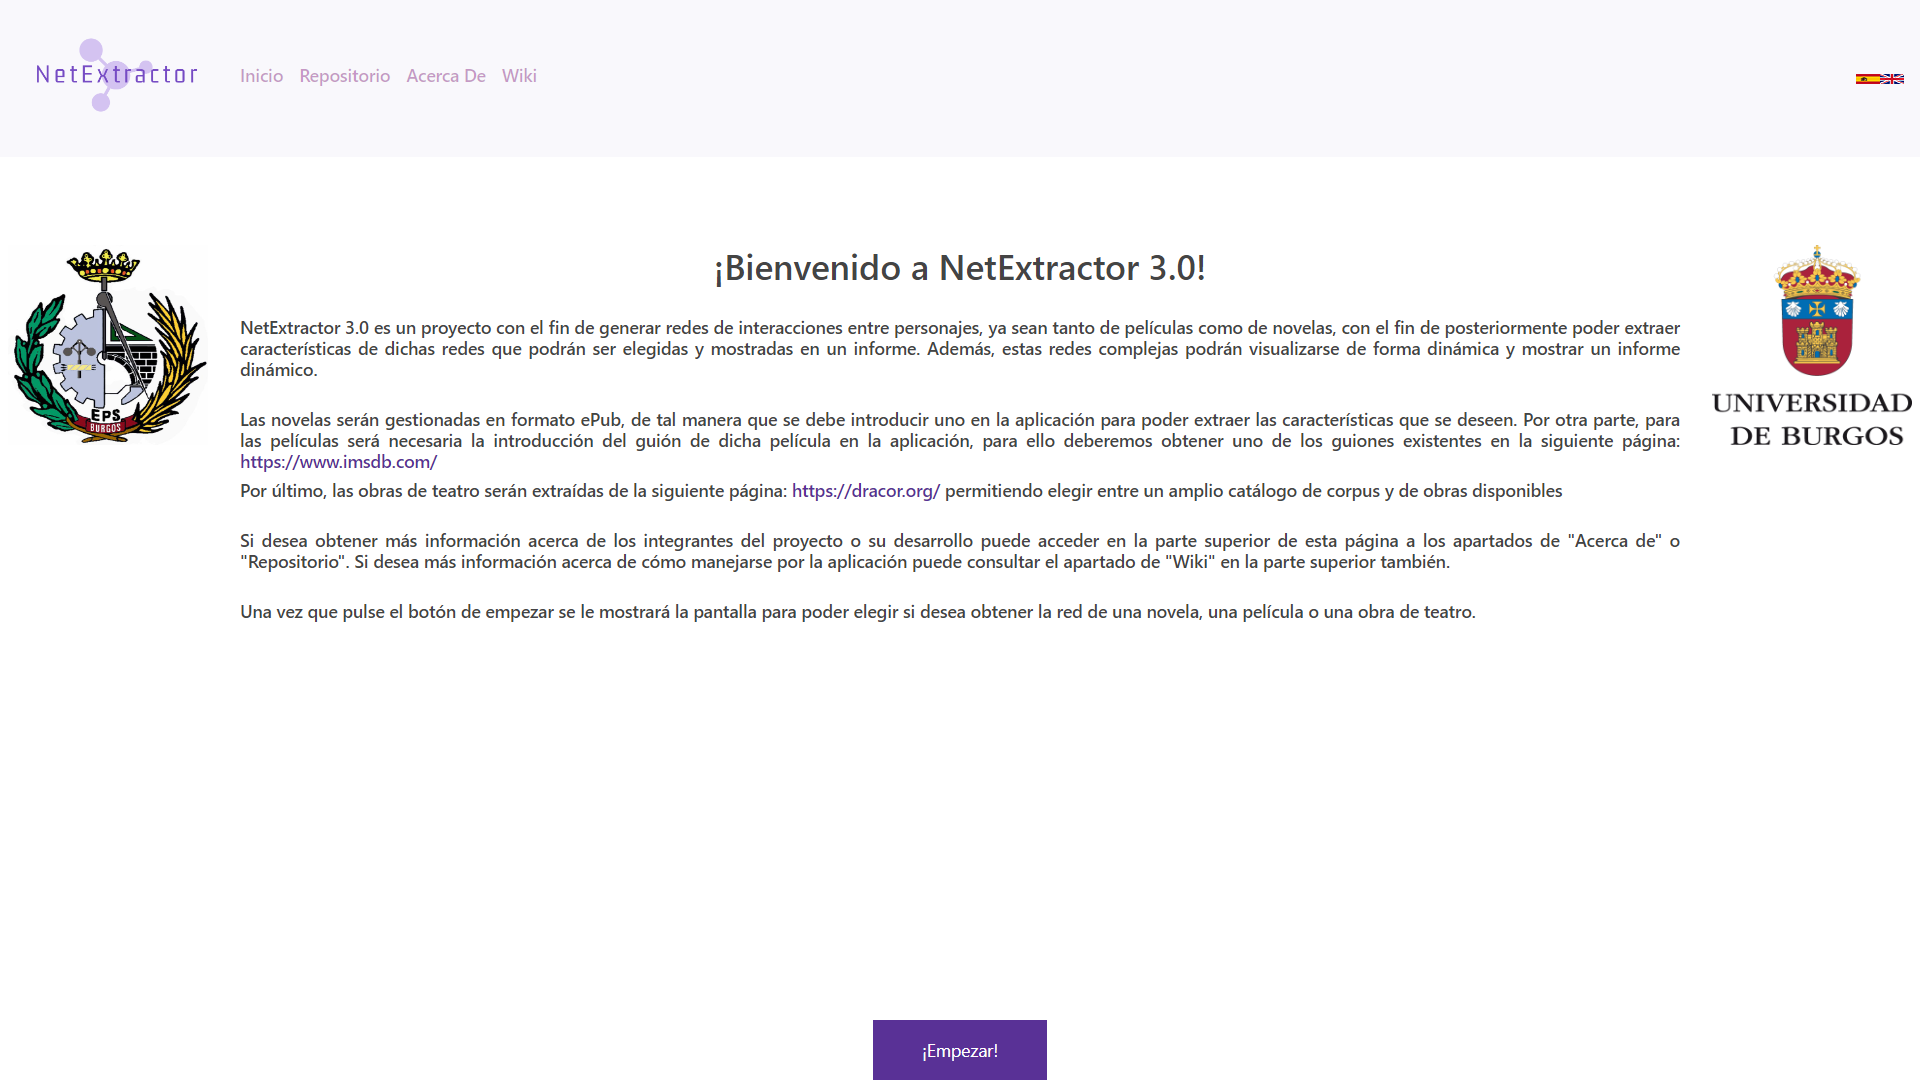 NetExtractor
Inicio Repositorio Acerca De Wiki
¡Bienvenido a NetExtractor 3.0!
NetExtractor 3.0 es un proyecto con el fin de generar redes de interacciones entre personajes, ya sean tanto de películas como de novelas, con el fin de posteriormente poder extraer
características de dichas redes que podrán ser elegidas y mostradas en un informe. Además, estas redes complejas podrán visualizarse de forma dinámica y mostrar un informe
dinámico.
Las novelas serán gestionadas en formato ePub, de tal manera que se debe introducir uno en la aplicación para poder extraer las características que se deseen. Por otra parte, para
las películas será necesaria la introducción del guión de dicha película en la aplicación, para ello deberemos obtener uno de los guiones existentes en la siguiente página:
https://www.imsdb.com/
Por último, las obras de teatro serán extraídas de la siguiente página: https://dracor.org/ permitiendo elegir entre un amplio catálogo de corpus y de obras disponibles
Si desea obtener más información acerca de los integrantes del proyecto o su desarrollo puede acceder en la parte superior de esta página a los apartados de "Acerca de" o
"Repositorio". Si desea más información acerca de cómo manejarse por la aplicación puede consultar el apartado de "Wiki" en la parte superior también.
Una vez que pulse el botón de empezar se le mostrará la pantalla para poder elegir si desea obtener la red de una novela, una película o una obra de teatro.
EPS
BURGOS
UNIVERSIDAD
DE BURGOS
¡Empezar!